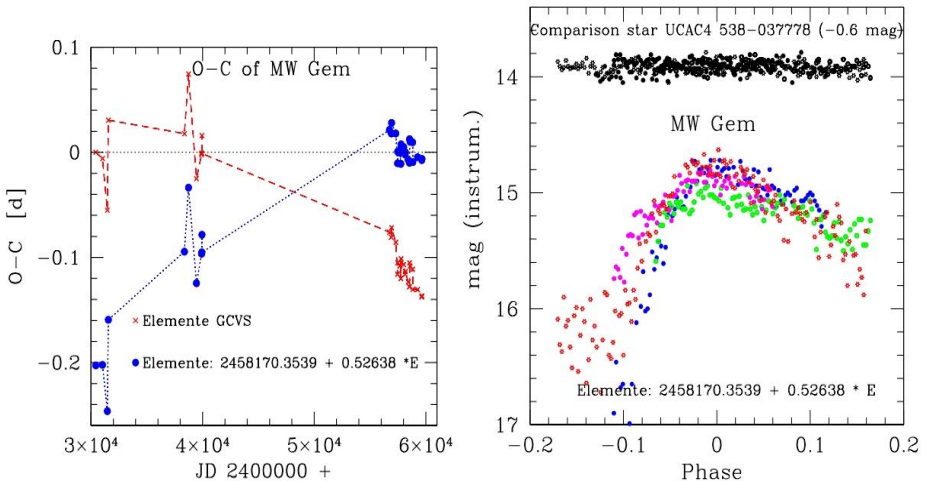 O-C of MW Gem
0.1
0
-0.1
-0.2
O-C [d]
Elemente GCVS
Elemente: 2458170.3539 + 0.52638 *E
3×10⁴
4×10⁴
5×10⁴
6×10⁴
JD 2400000 +
Comparison star UCAC4 538-037778 (-0.6 mag)
14
MW Gem
15
16
17
mag (instrum.)
Elemente: 2458170.3539 + 0.52638 * E
-0.2
-0.1
0
0.1
0.2
Phase